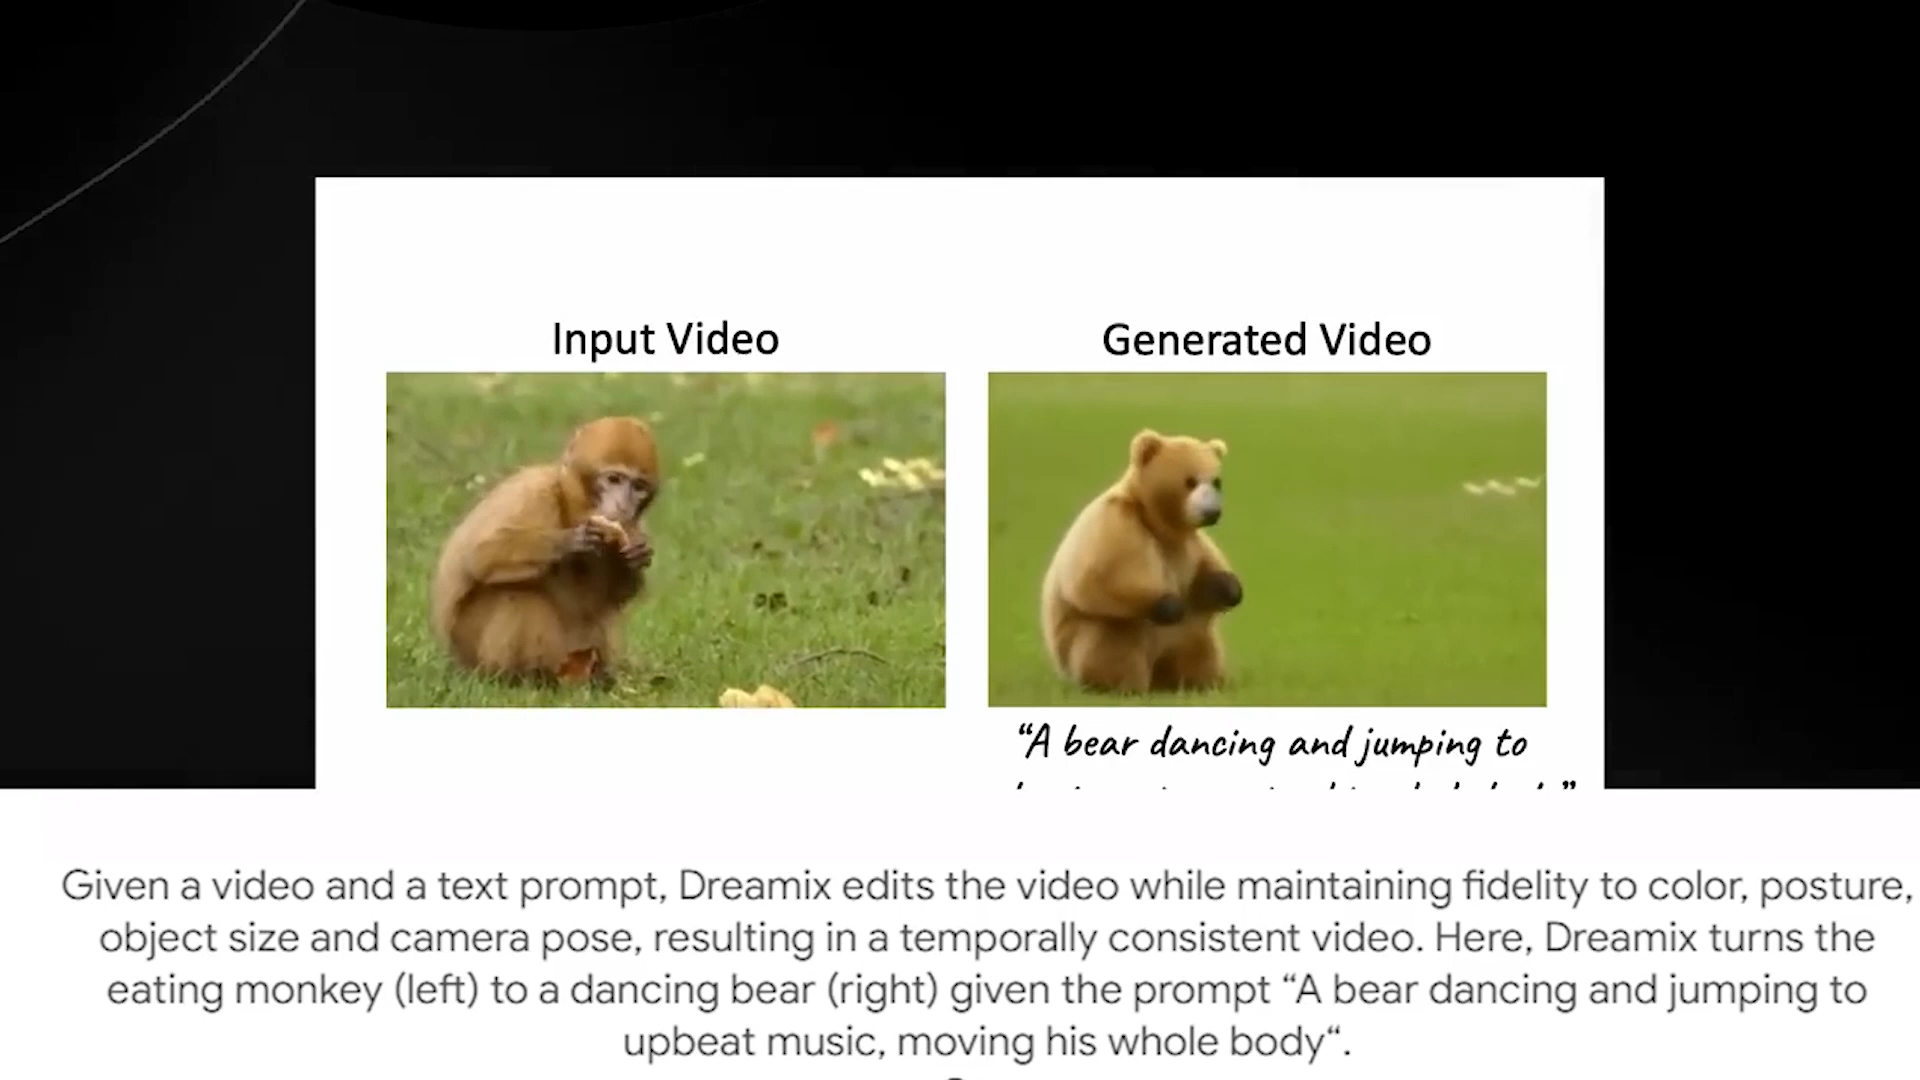 Input Video
Generated Video
“A bear dancing and jumping to
Given a video and a text prompt, Dreamix edits the video while maintaining fidelity to color, posture,
object size and camera pose, resulting in a temporally consistent video. Here, Dreamix turns the
eating monkey (left) to a dancing bear (right) given the prompt “A bear dancing and jumping to
upbeat music, moving his whole body“.